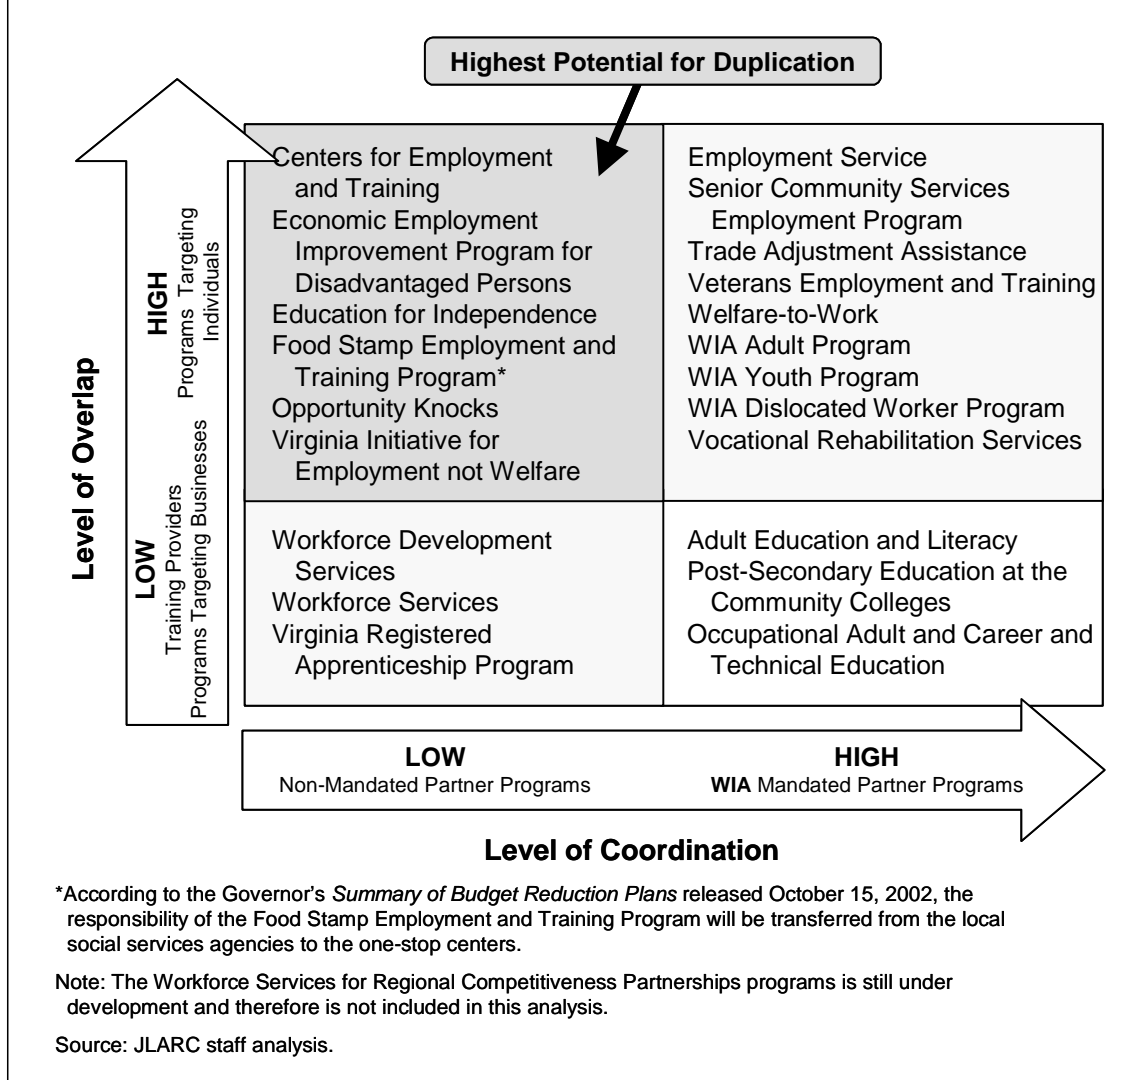 Highest Potential for Duplication
Level of Overlap
HIGH
Programs Targeting
Individuals
LOW
Training Providers
Programs Targeting Businesses
Centers for Employment
and Training
Economic Employment
Improvement Program for
Disadvantaged Persons
Education for Independence
Food Stamp Employment and
Training Program*
Opportunity Knocks
Virginia Initiative for
Employment not Welfare
Employment Service
Senior Community Services
Employment Program
Trade Adjustment Assistance
Veterans Employment and Training
Welfare-to-Work
WIA Adult Program
WIA Youth Program
WIA Dislocated Worker Program
Vocational Rehabilitation Services
Workforce Development
Services
Workforce Services
Virginia Registered
Apprenticeship Program
Adult Education and Literacy
Post-Secondary Education at the
Community Colleges
Occupational Adult and Career and
Technical Education
LOW
Non-Mandated Partner Programs
HIGH
WIA Mandated Partner Programs
Level of Coordination
*According to the Governor's Summary of Budget Reduction Plans released October 15, 2002, the
responsibility of the Food Stamp Employment and Training Program will be transferred from the local
social services agencies to the one-stop centers.
Note: The Workforce Services for Regional Competitiveness Partnerships programs is still under
development and therefore is not included in this analysis.
Source: JLARC staff analysis.